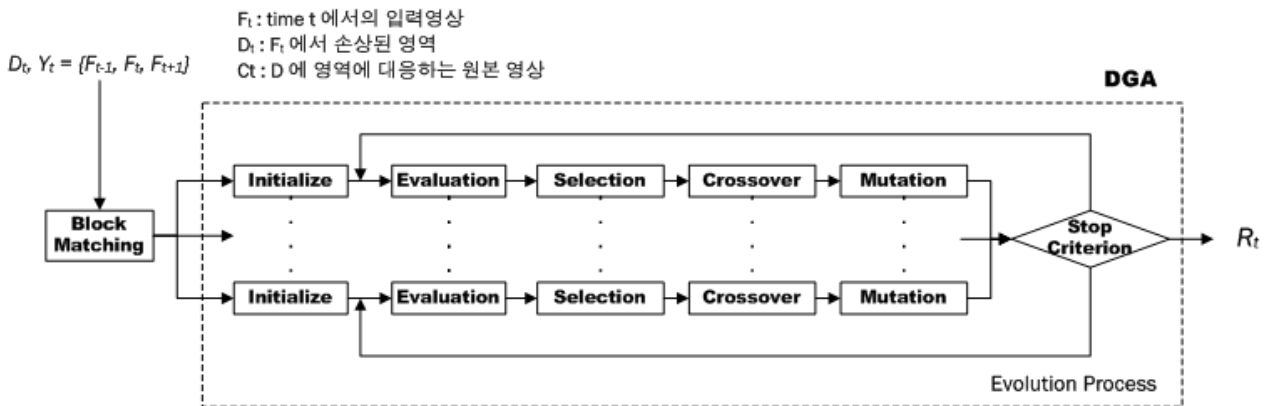 Fₜ : time t 에서의 입력영상
Dₜ : Fₜ 에서 손상된 영역
Ct : D 에 영역에 대응하는 원본 영상
Dₜ, Yₜ = {Fₜ₋₁, Fₜ, Fₜ₊₁}
DGA
Initialize
Evaluation
Selection
Crossover
Mutation
Block
Matching
Stop
Criterion
Rₜ
Initialize
Evaluation
Selection
Crossover
Mutation
Evolution Process